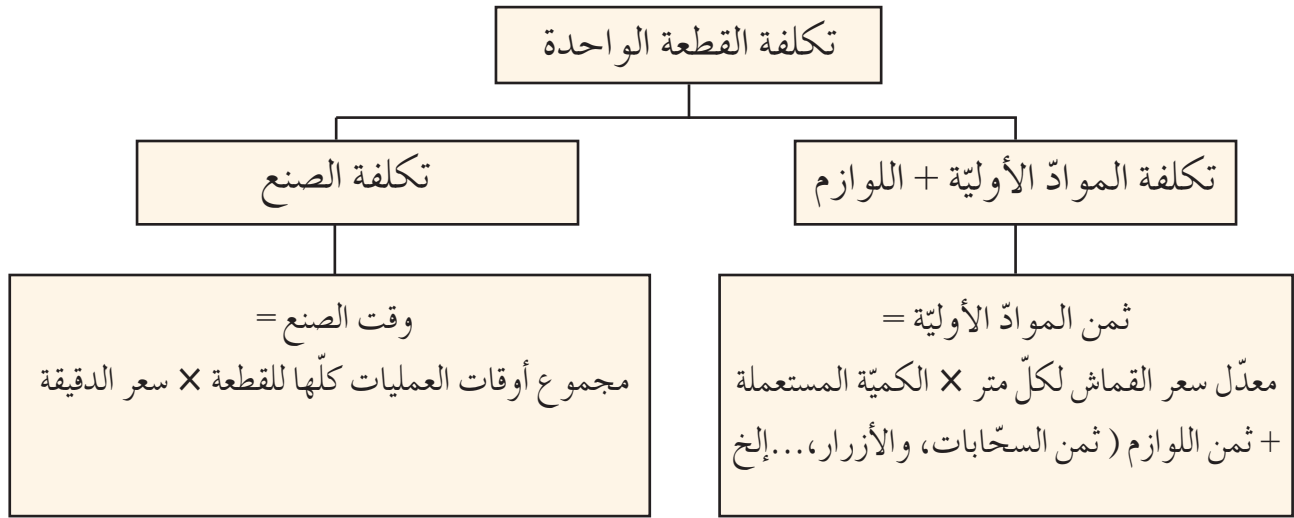 تكلفة القطعة الواحدة
تكلفة الموادّ الأوليّة + اللوازم
تكلفة الصنع
ثمن الموادّ الأوليّة =
معدّل سعر القماش لكلّ متر × الكميّة المستعملة
+ ثمن اللوازم ( ثمن السحّابات، والأزرار،...إلخ
وقت الصنع =
مجموع أوقات العمليات كلّها للقطعة × سعر الدقيقة